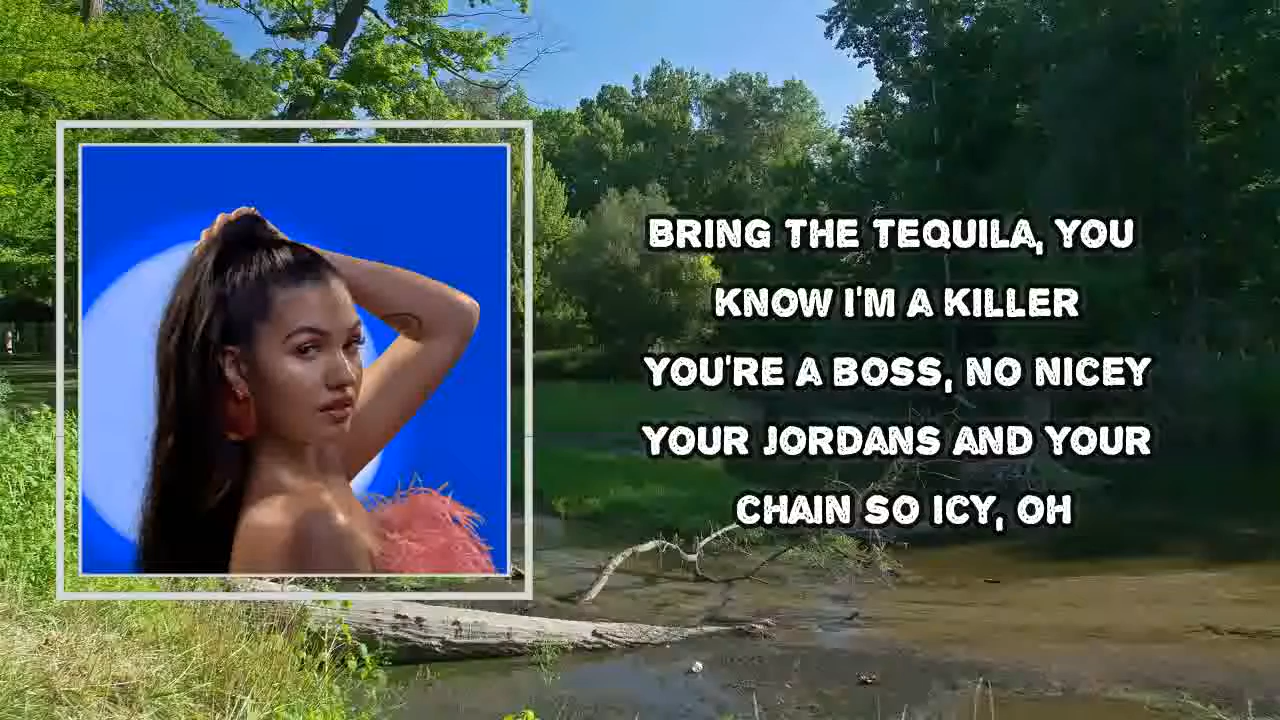 BRING THE TEQUILA, YOU
KNOW I'M A KILLER
YOU'RE A BOSS, NO NICEY
YOUR JORDANS AND YOUR
CHAIN SO ICY, OH